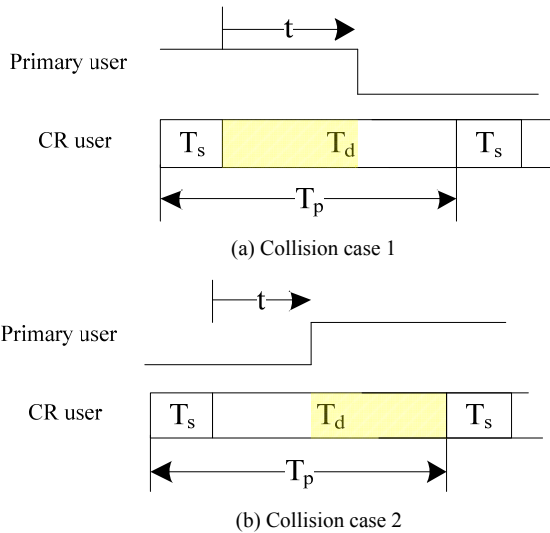 t
Primary user
CR user
Ts Td Ts
Tp
(a) Collision case 1
t
Primary user
CR user
Ts Td Ts
Tp
(b) Collision case 2